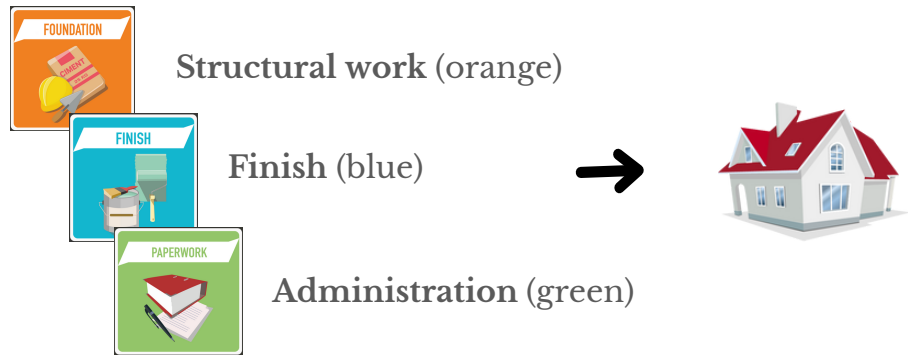 FOUNDATION
CIMENT
Structural work (orange)
FINISH
Finish (blue)
PAPERWORK
Administration (green)